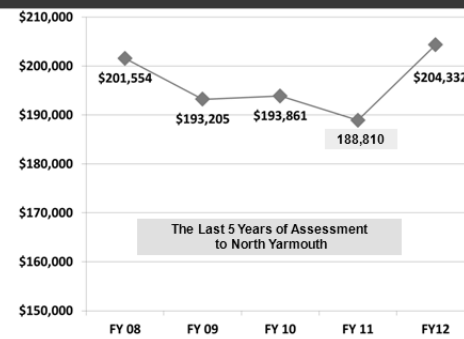 $210,000
$200,000
$190,000
$180,000
$170,000
$160,000
$150,000
$201,554
$193,205
$193,861
188,810
$204,332
The Last 5 Years of Assessment
to North Yarmouth
FY 08
FY 09
FY 10
FY 11
FY12